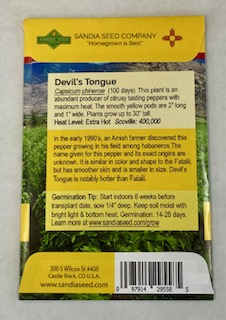 SANDIA SEED
SANDIA SEED COMPANY
"Homegrown is Best"
Devil's Tongue
Capsicum chinense (100 days) This plant is an
abundant producer of citrusy tasting peppers with
maximum heat. The smooth yellow pods are 2" long
and 1" wide. Plants grow up to 30" tall.
Heat Level: Extra Hot Scoville: 400,000
In the early 1990's, an Amish farmer discovered this
pepper growing in his field among habaneros.The
name given for this pepper and its exact origins are
unknown. It is similar in color and shape to the Fatalii,
but has smoother skin and is smaller in size. Devil's
Tongue is notably hotter than Fatalii.
Germination Tip: Start indoors 8 weeks before
transplant date, sow 1/4" deep. Keep soil moist with
bright light & bottom heat. Germination: 14-28 days.
Learn more at www.sandiaseed.com/grow
200 S Wilcox St #405
Castle Rock, CO U.S.A.
www.sandiaseed.com
0 97914 29558 5